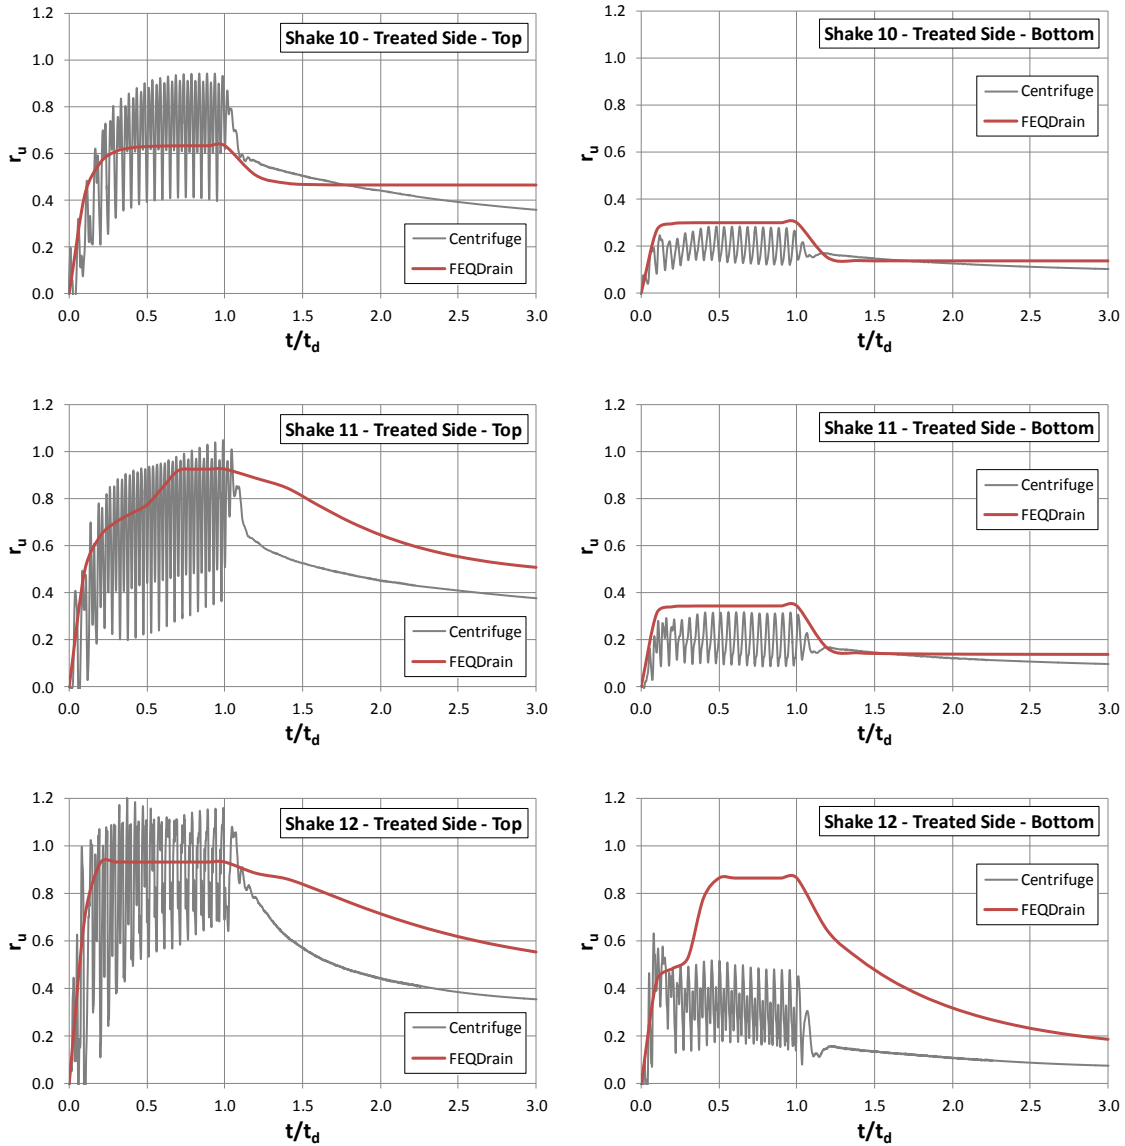 Shake 10 - Treated Side - Top
1.2
1.0
0.8
0.6
0.4
0.2
0.0
r_u
Centrifuge
FEQDrain
0.0 0.5 1.0 1.5 2.0 2.5 3.0
t/t_d
Shake 10 - Treated Side - Bottom
1.2
1.0
0.8
0.6
0.4
0.2
0.0
r_u
Centrifuge
FEQDrain
0.0 0.5 1.0 1.5 2.0 2.5 3.0
t/t_d
Shake 11 - Treated Side - Top
1.2
1.0
0.8
0.6
0.4
0.2
0.0
r_u
Centrifuge
FEQDrain
0.0 0.5 1.0 1.5 2.0 2.5 3.0
t/t_d
Shake 11 - Treated Side - Bottom
1.2
1.0
0.8
0.6
0.4
0.2
0.0
r_u
Centrifuge
FEQDrain
0.0 0.5 1.0 1.5 2.0 2.5 3.0
t/t_d
Shake 12 - Treated Side - Top
1.2
1.0
0.8
0.6
0.4
0.2
0.0
r_u
Centrifuge
FEQDrain
0.0 0.5 1.0 1.5 2.0 2.5 3.0
t/t_d
Shake 12 - Treated Side - Bottom
1.2
1.0
0.8
0.6
0.4
0.2
0.0
r_u
Centrifuge
FEQDrain
0.0 0.5 1.0 1.5 2.0 2.5 3.0
t/t_d